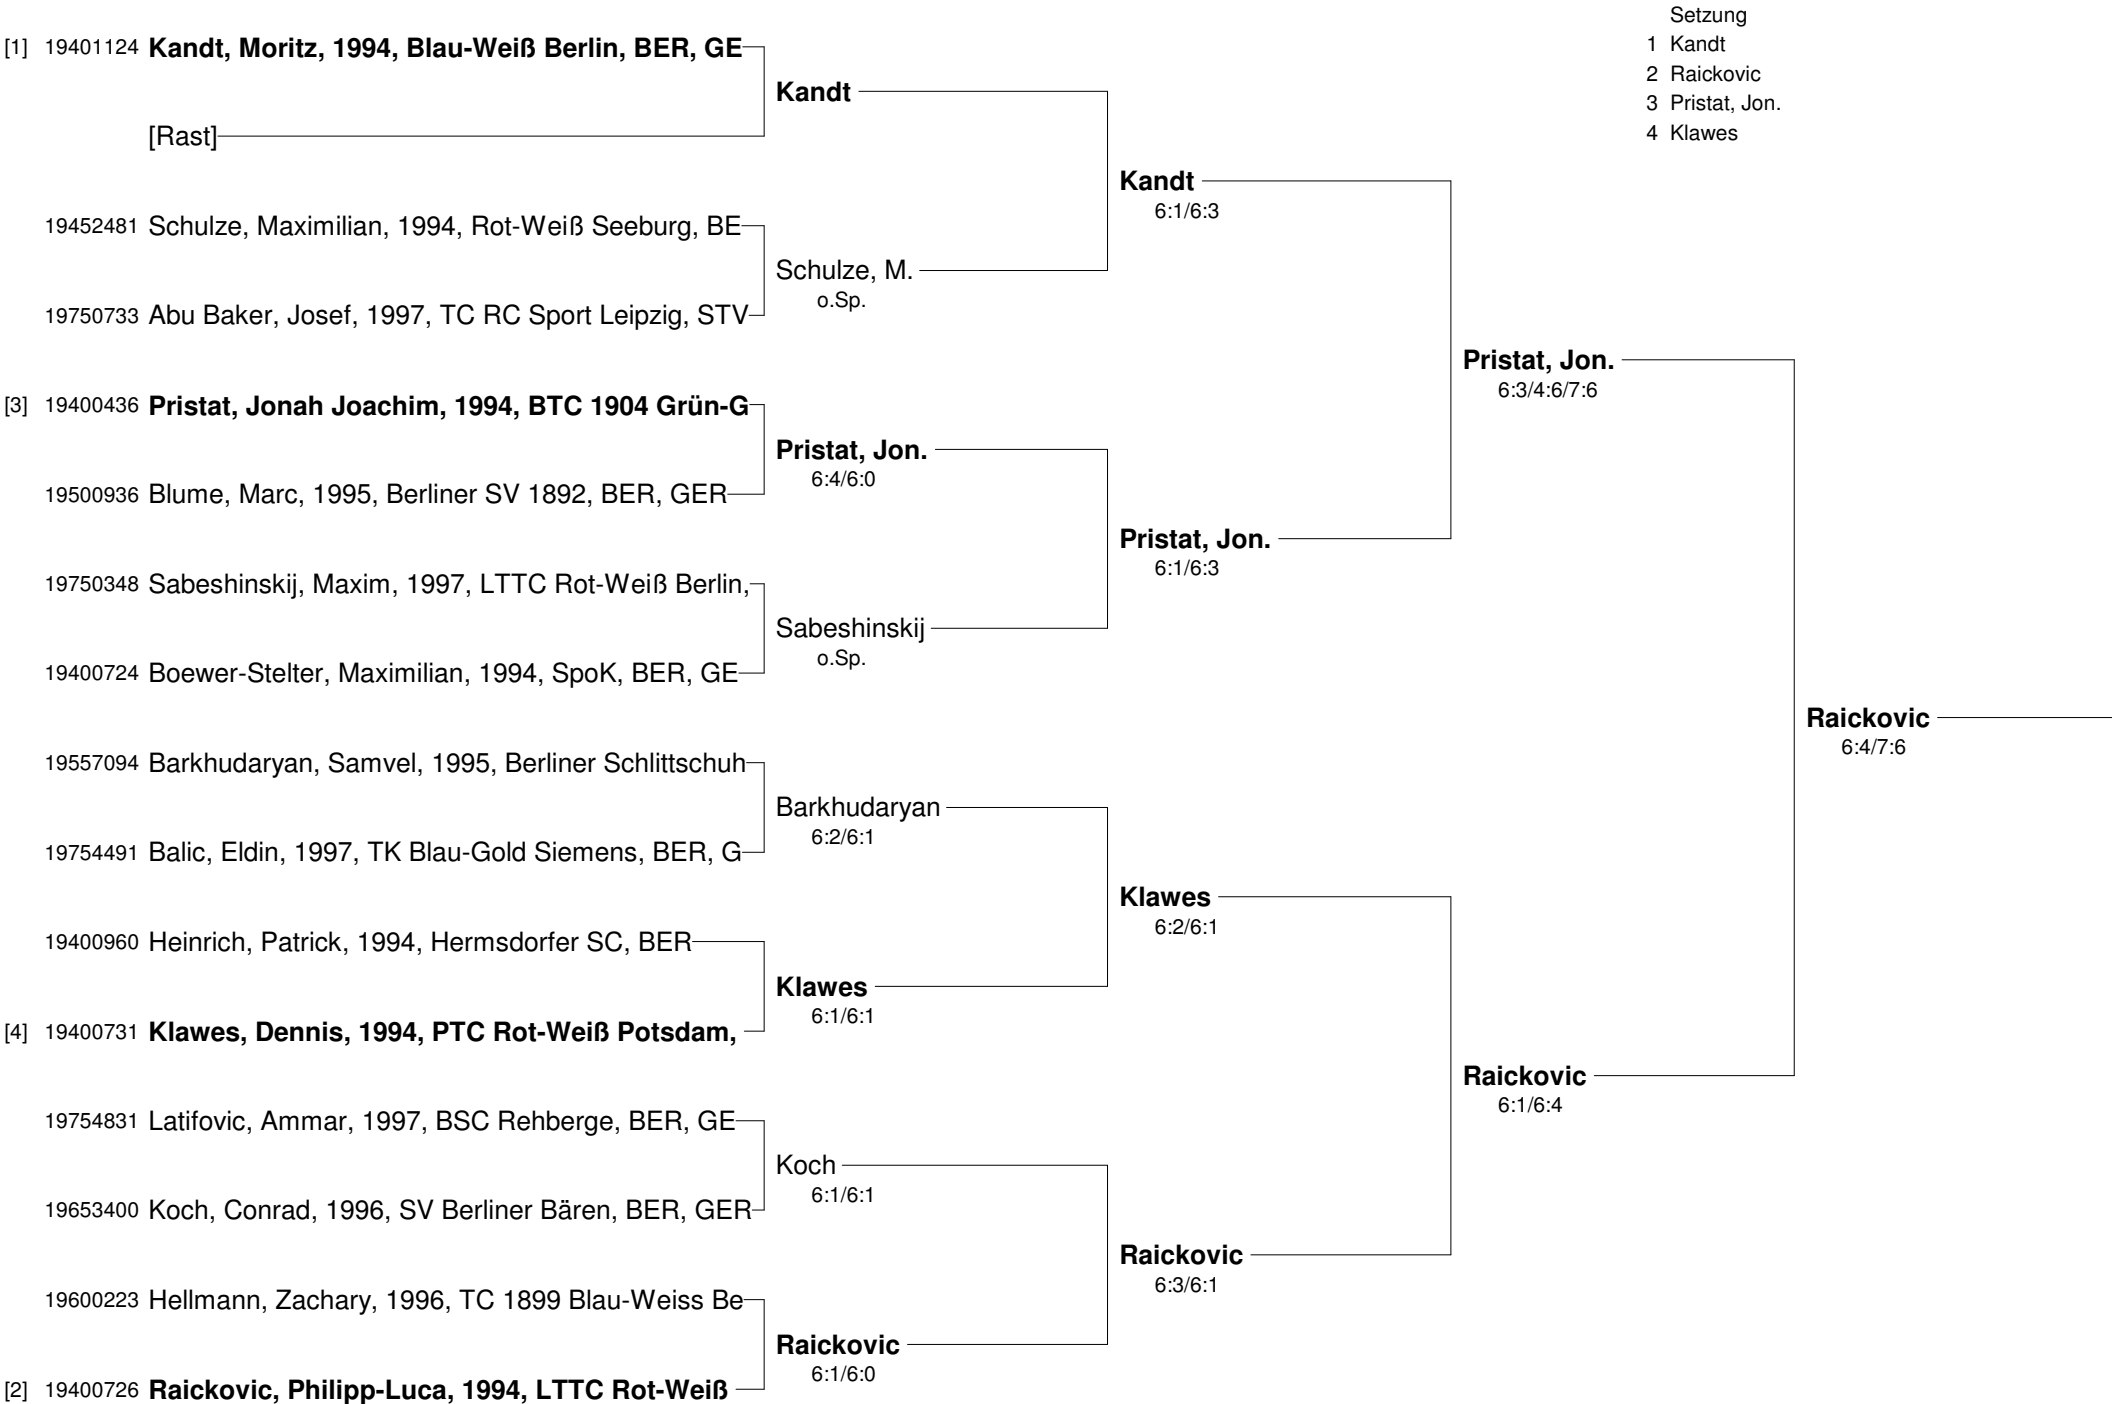 Setzung
1 Kandt
2 Raickovic
3 Pristat, Jon.
4 Klawes
[1] 19401124 Kandt, Moritz, 1994, Blau-Weiß Berlin, BER, GE
Kandt
[Rast]
Kandt
6:1/6:3
19452481 Schulze, Maximilian, 1994, Rot-Weiß Seeburg, BE
Schulze, M.
o.Sp.
19750733 Abu Baker, Josef, 1997, TC RC Sport Leipzig, STV
Pristat, Jon.
6:3/4:6/7:6
[3] 19400436 Pristat, Jonah Joachim, 1994, BTC 1904 Grün-G
Pristat, Jon.
6:4/6:0
19500936 Blume, Marc, 1995, Berliner SV 1892, BER, GER
Pristat, Jon.
6:1/6:3
19750348 Sabeshinskij, Maxim, 1997, LTTC Rot-Weiß Berlin,
Sabeshinskij
o.Sp.
19400724 Boewer-Stelter, Maximilian, 1994, SpoK, BER, GE
Raickovic
6:4/7:6
19557094 Barkhudaryan, Samvel, 1995, Berliner Schlittschuh
Barkhudaryan
6:2/6:1
19754491 Balic, Eldin, 1997, TK Blau-Gold Siemens, BER, G
Klawes
6:2/6:1
19400960 Heinrich, Patrick, 1994, Hermsdorfer SC, BER
Klawes
6:1/6:1
[4] 19400731 Klawes, Dennis, 1994, PTC Rot-Weiß Potsdam,
Raickovic
6:1/6:4
19754831 Latifovic, Ammar, 1997, BSC Rehberge, BER, GE
Koch
6:1/6:1
19653400 Koch, Conrad, 1996, SV Berliner Bären, BER, GER
Raickovic
6:3/6:1
19600223 Hellmann, Zachary, 1996, TC 1899 Blau-Weiss Be
Raickovic
6:1/6:0
[2] 19400726 Raickovic, Philipp-Luca, 1994, LTTC Rot-Weiß